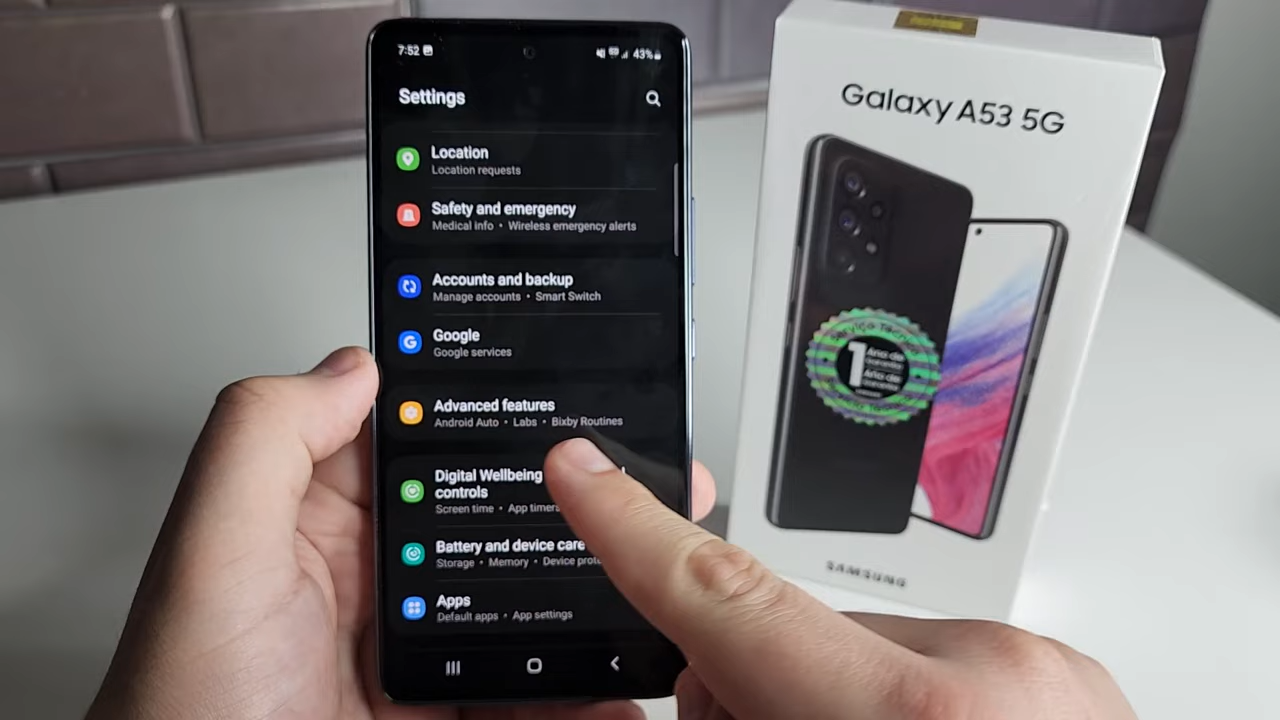 7:52
43%
Settings
Location
Location requests
Safety and emergency
Medical info • Wireless emergency alerts
Accounts and backup
Manage accounts • Smart Switch
Google
Google services
Advanced features
Android Auto • Labs • Bixby Routines
Digital Wellbeing
controls
Screen time • App timers
Battery and device care
Storage • Memory • Device
Apps
Default apps • App settings
Galaxy A53 5G
1
SAMSUNG